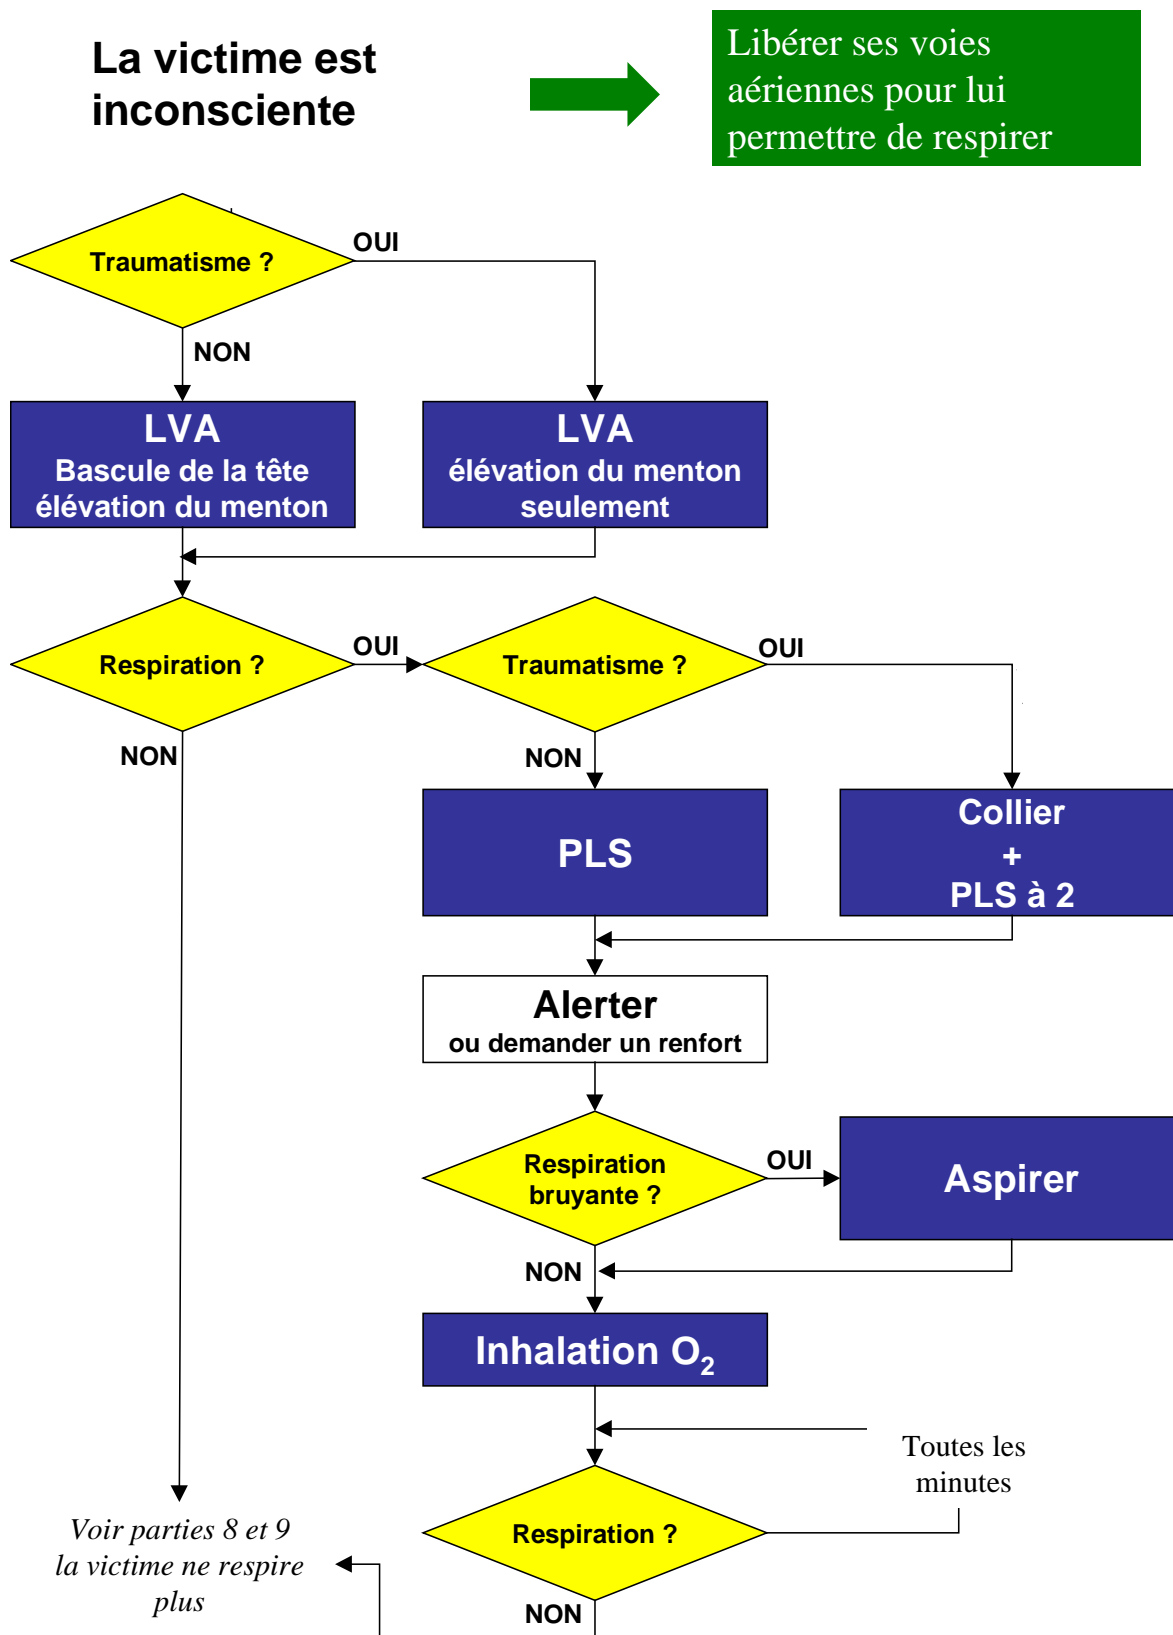 La victime est
inconsciente
Libérer ses voies
aériennes pour lui
permettre de respirer
Traumatisme ?
OUI
NON
LVA
Bascule de la tête
élévation du menton
LVA
élévation du menton
seulement
Respiration ?
OUI
Traumatisme ?
OUI
NON
NON
PLS
Collier
+
PLS à 2
Alerter
ou demander un renfort
Respiration
bruyante ?
OUI
Aspirer
NON
Inhalation O₂
Toutes les
minutes
Respiration ?
Voir parties 8 et 9
la victime ne respire
plus
NON